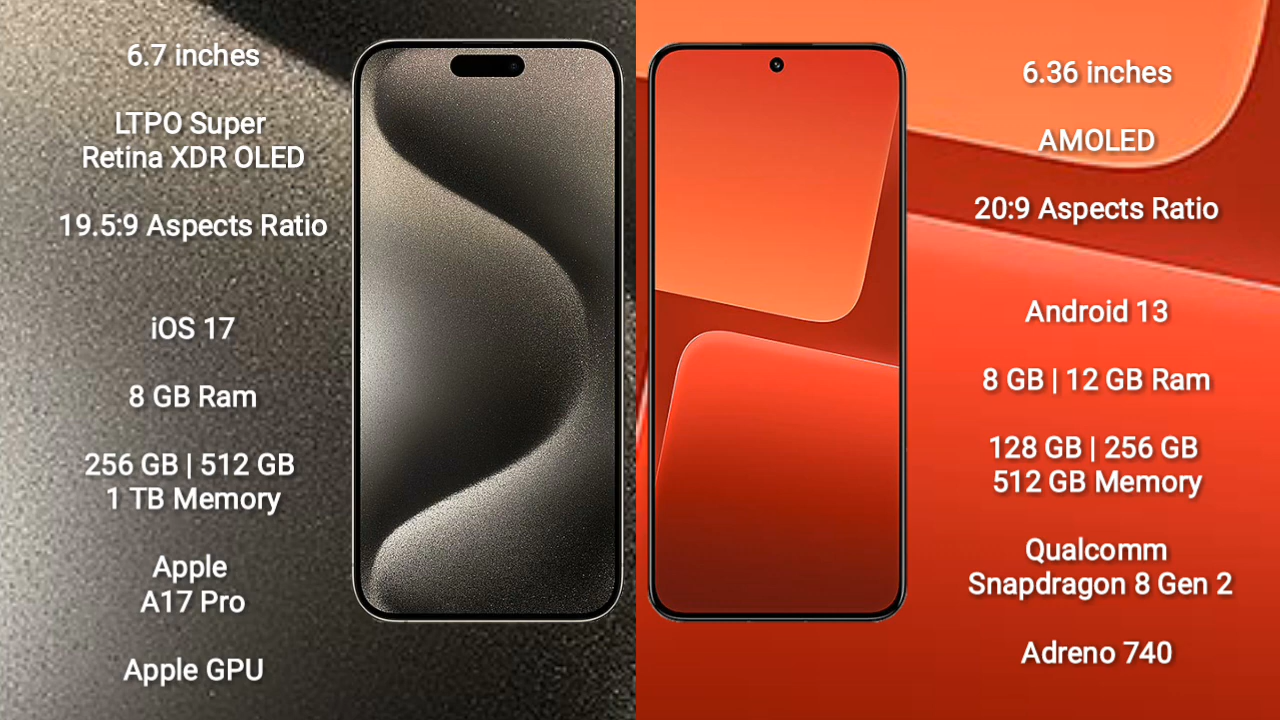 6.7 inches
LTPO Super
Retina XDR OLED
19.5:9 Aspects Ratio
iOS 17
8 GB Ram
256 GB | 512 GB
1 TB Memory
Apple
A17 Pro
Apple GPU
6.36 inches
AMOLED
20:9 Aspects Ratio
Android 13
8 GB | 12 GB Ram
128 GB | 256 GB
512 GB Memory
Qualcomm
Snapdragon 8 Gen 2
Adreno 740